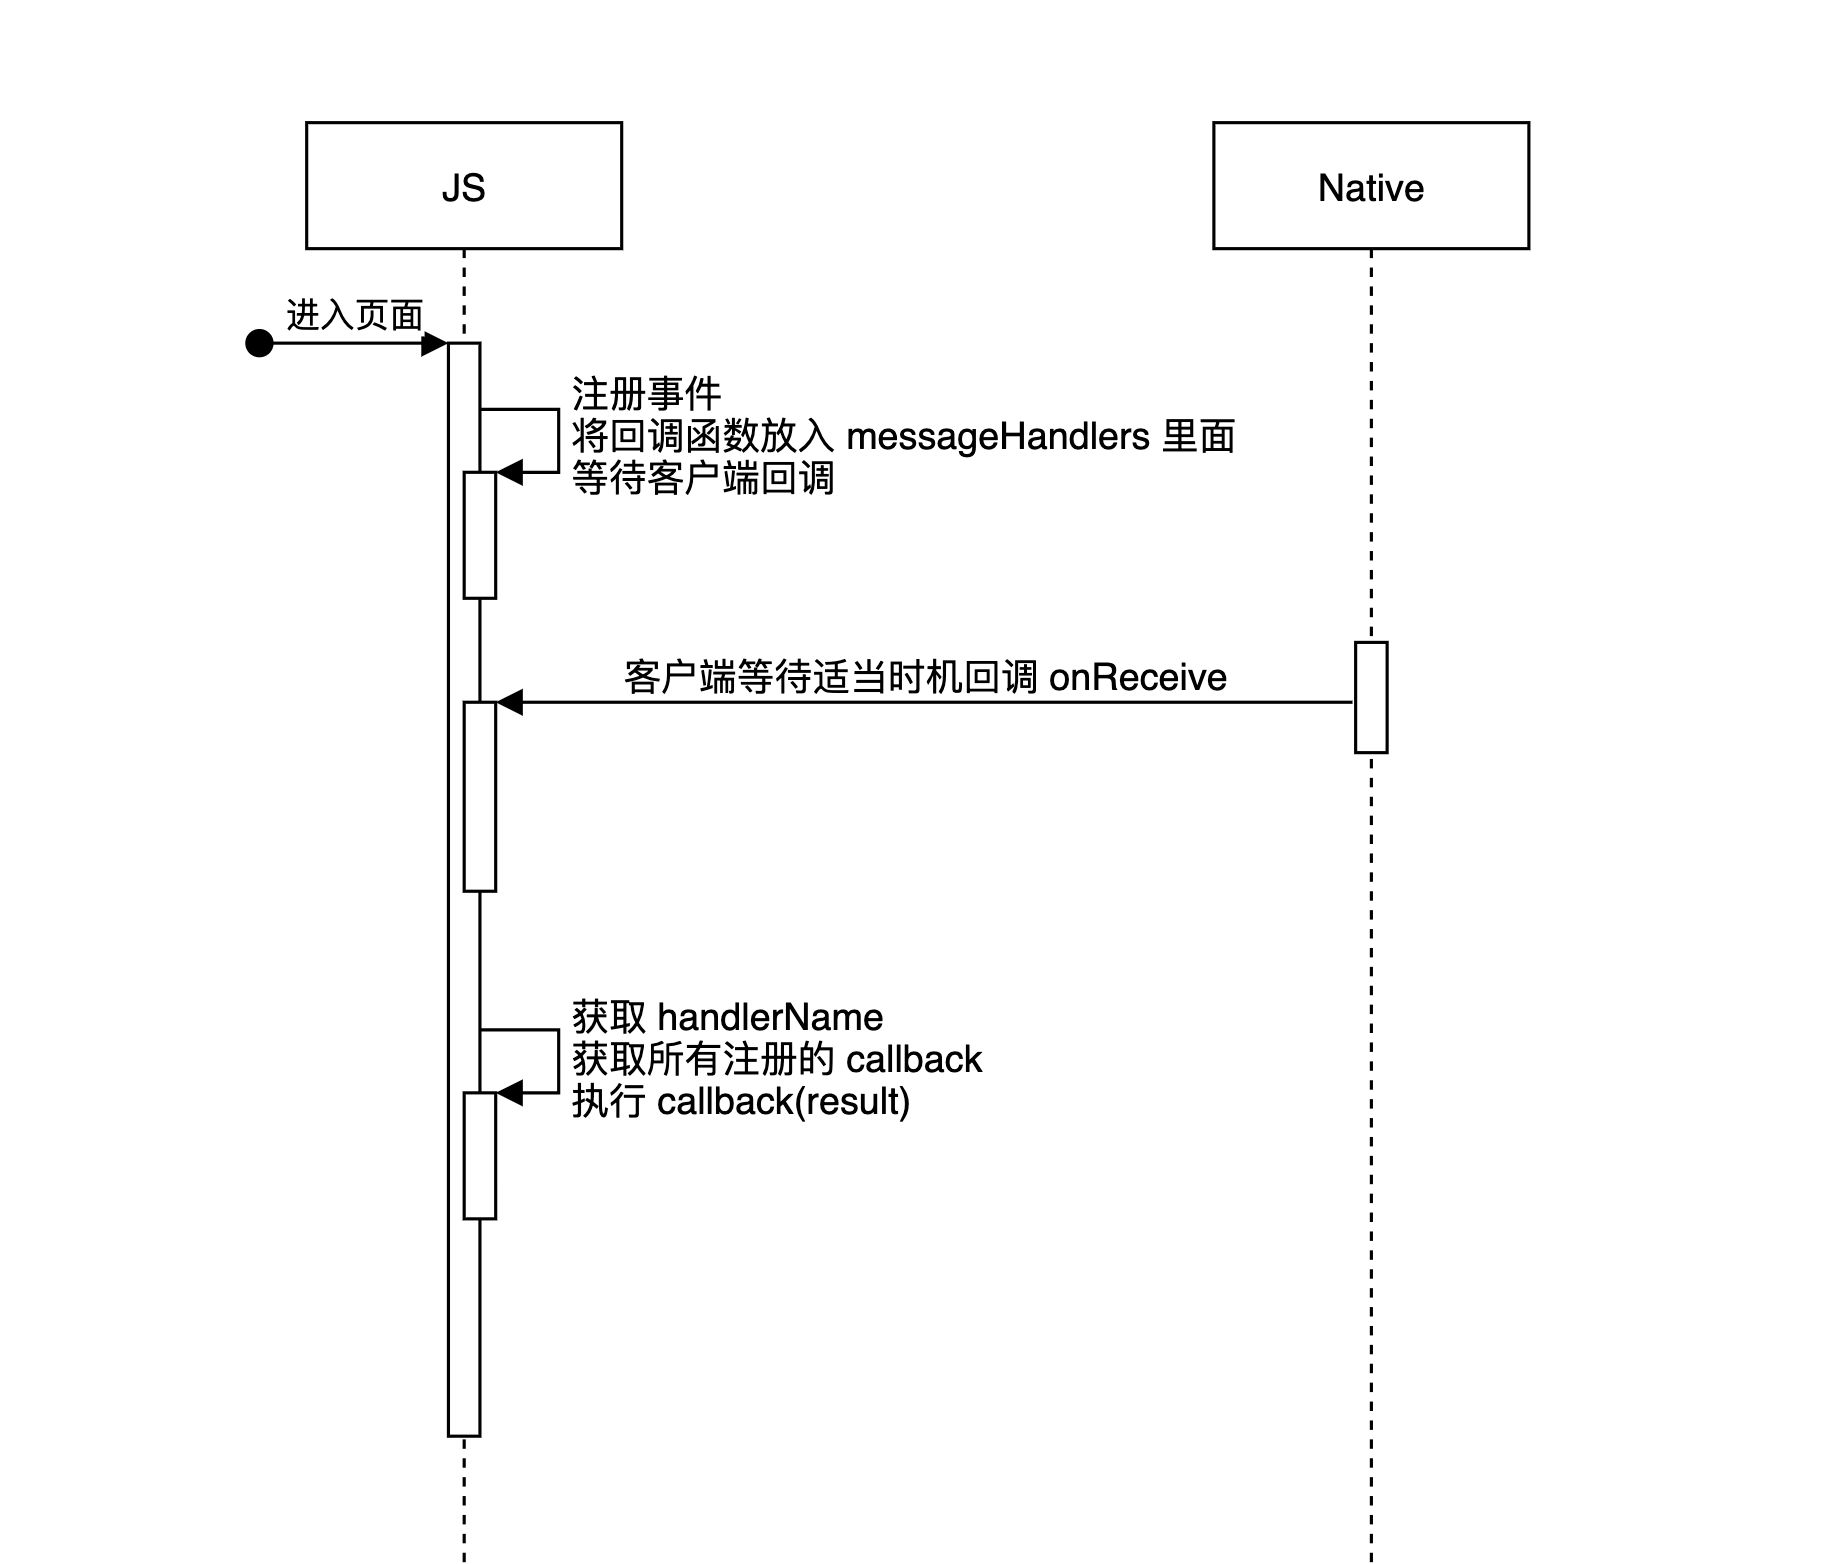 JS
Native
进入页面
注册事件
将回调函数放入 messageHandlers 里面
等待客户端回调
客户端等待适当时机回调 onReceive
获取 handlerName
获取所有注册的 callback
执行 callback(result)